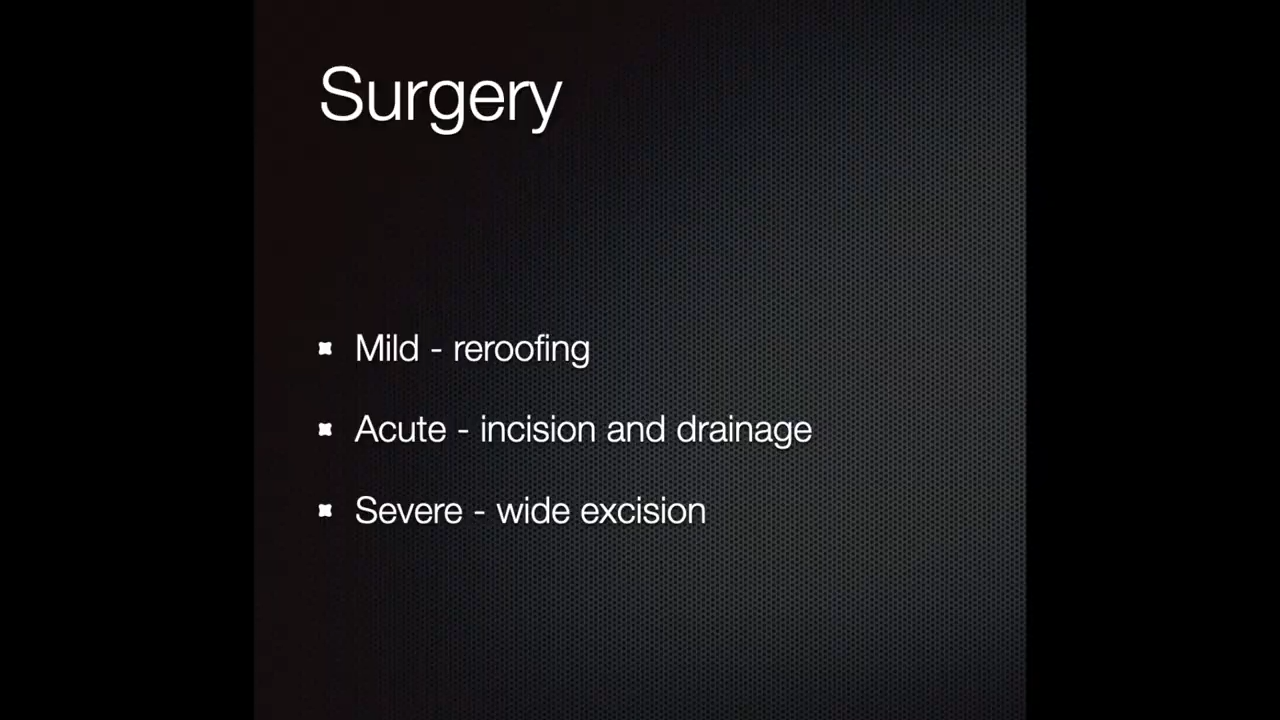 Surgery
Mild - reroofing
Acute - incision and drainage
Severe - wide excision